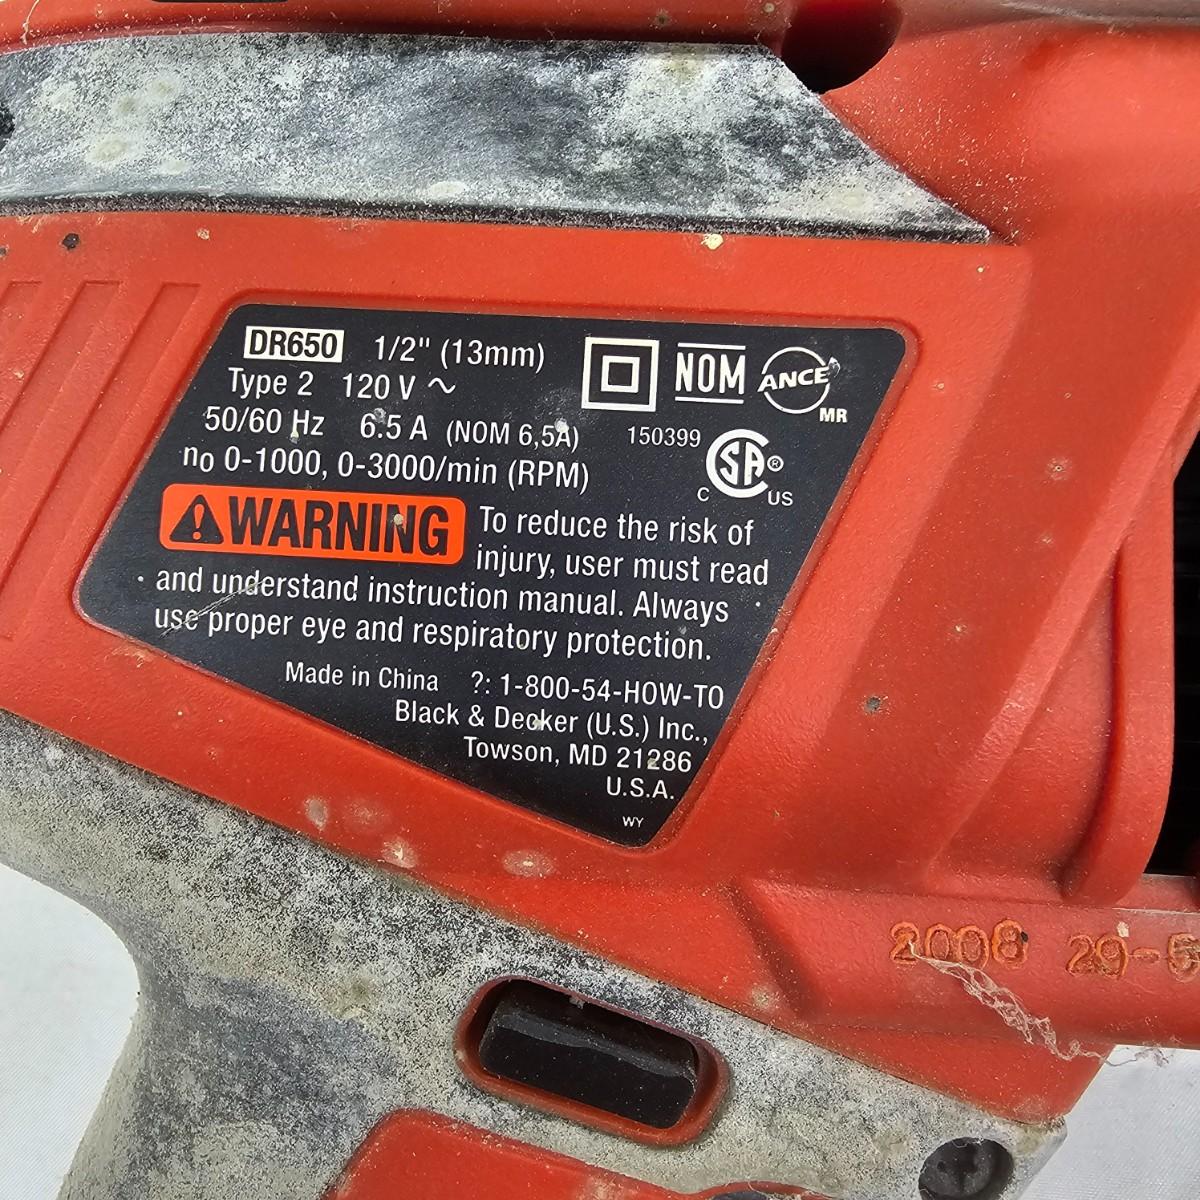 DR650 1/2" (13mm)
Type 2 120 V ~
50/60 Hz 6.5 A (NOM 6,5A)
no 0-1000, 0-3000/min (RPM)
NOM ANCE
MR
150399
SA ®
C US
⚠WARNING To reduce the risk of
injury, user must read
and understand instruction manual. Always
use proper eye and respiratory protection.
Made in China ?: 1-800-54-HOW-TO
Black & Decker (U.S.) Inc.,
Towson, MD 21286
U.S.A.
WY
2008 29-5